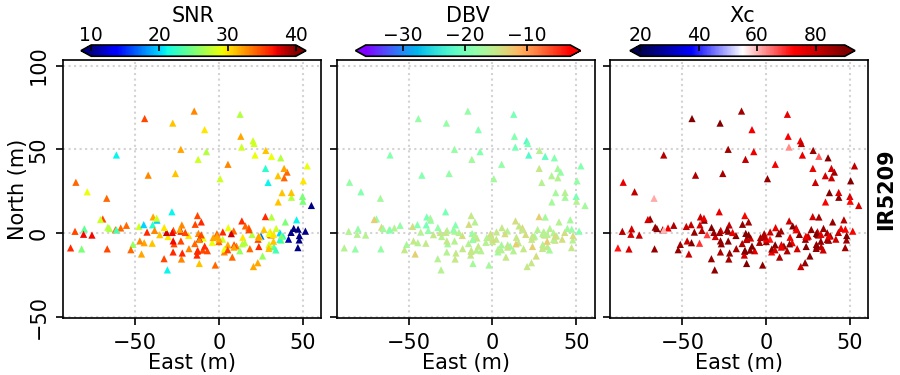 SNR DBV Xc
10 20 30 40 −30 −20 −10 20 40 60 80
100
50
0
−50
North (m)
IR5209
−50 0 50 −50 0 50 −50 0 50
East (m) East (m) East (m)